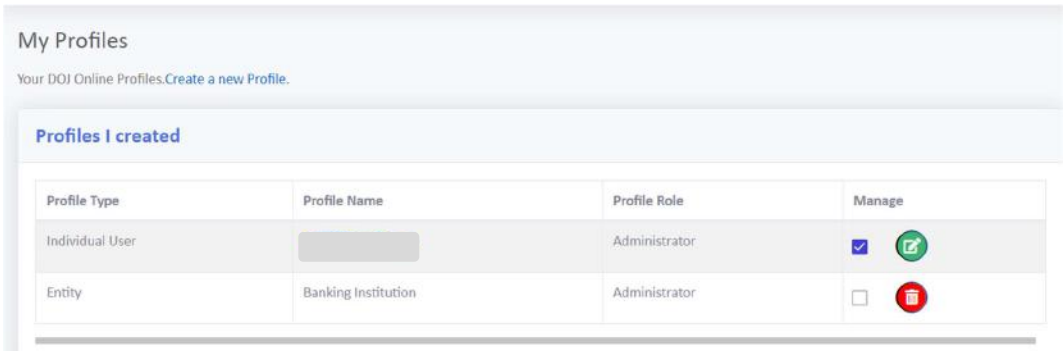 My Profiles
Your DOJ Online Profiles.Create a new Profile.
Profiles I created
Profile Type Profile Name Profile Role Manage
Individual User Administrator
Entity Banking Institution Administrator